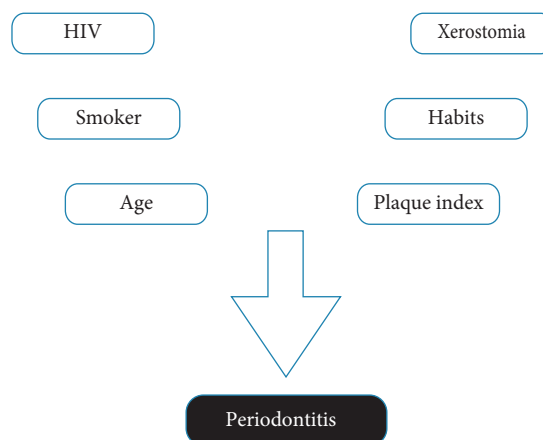 HIV
Xerostomia
Smoker
Habits
Age
Plaque index
Periodontitis